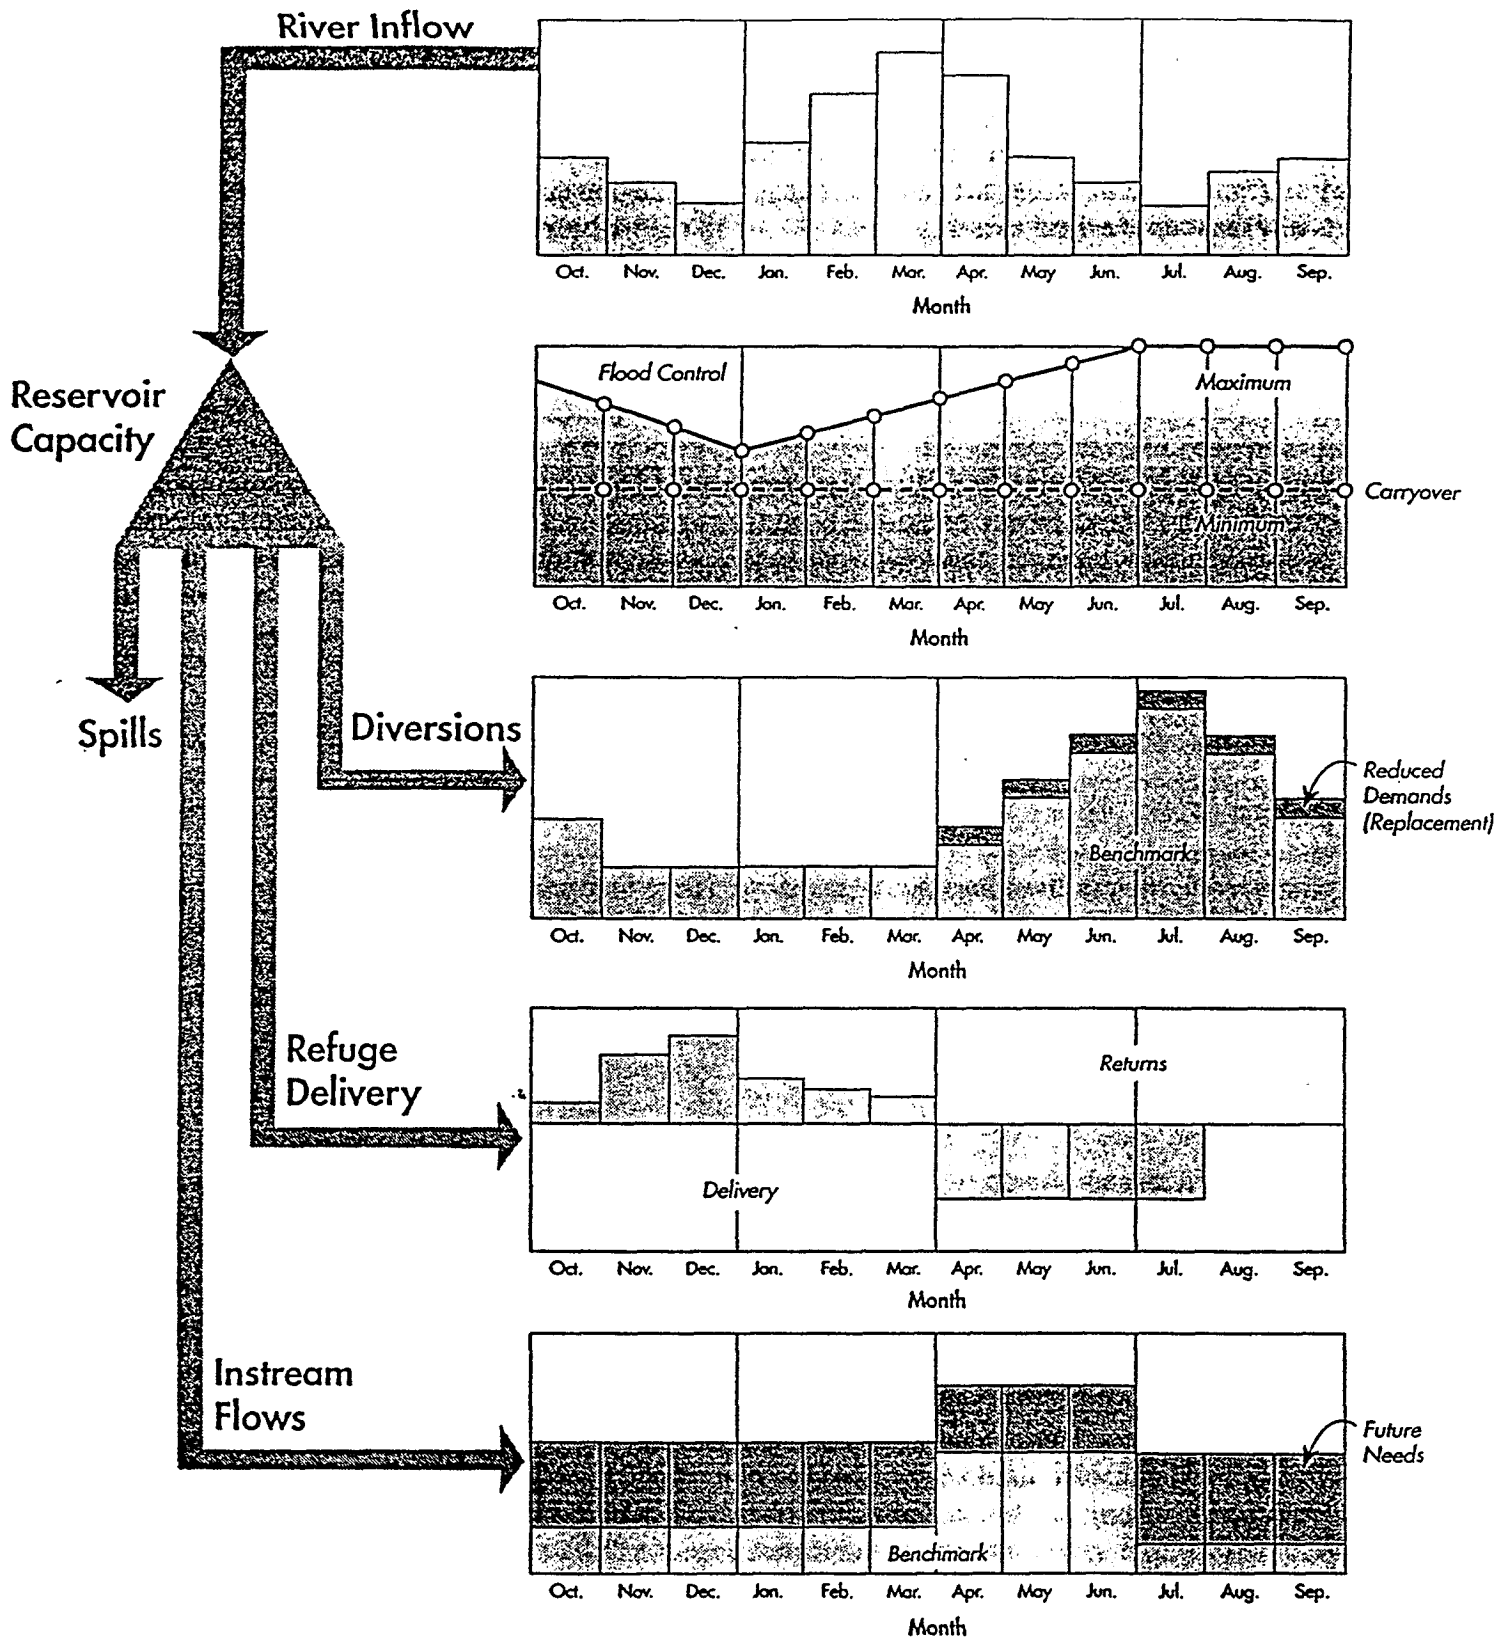 River Inflow
Oct. Nov. Dec. Jan. Feb. Mar. Apr. May Jun. Jul. Aug. Sep.
Month
Reservoir
Capacity
Flood Control
Maximum
Carryover
Minimum
Oct. Nov. Dec. Jan. Feb. Mar. Apr. May Jun. Jul. Aug. Sep.
Month
Spills
Diversions
Reduced
Demands
(Replacement)
Benchmark
Oct. Nov. Dec. Jan. Feb. Mar. Apr. May Jun. Jul. Aug. Sep.
Month
Refuge
Delivery
Returns
Delivery
Oct. Nov. Dec. Jan. Feb. Mar. Apr. May Jun. Jul. Aug. Sep.
Month
Instream
Flows
Future
Needs
Benchmark
Oct. Nov. Dec. Jan. Feb. Mar. Apr. May Jun. Jul. Aug. Sep.
Month